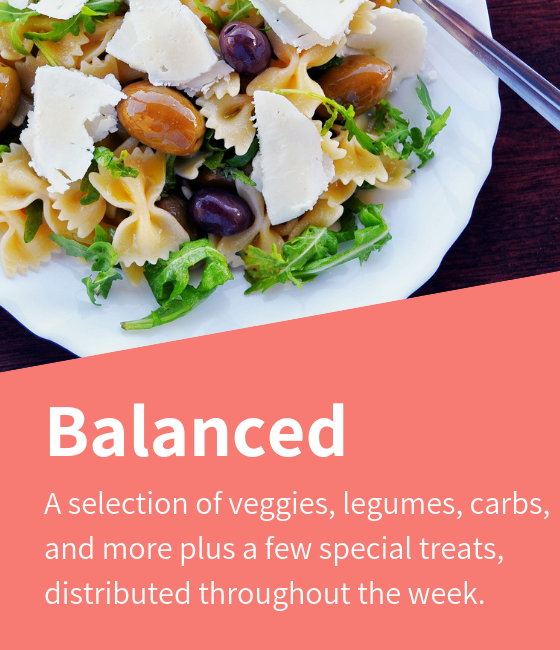 Balanced
A selection of veggies, legumes, carbs,
and more plus a few special treats,
distributed throughout the week.